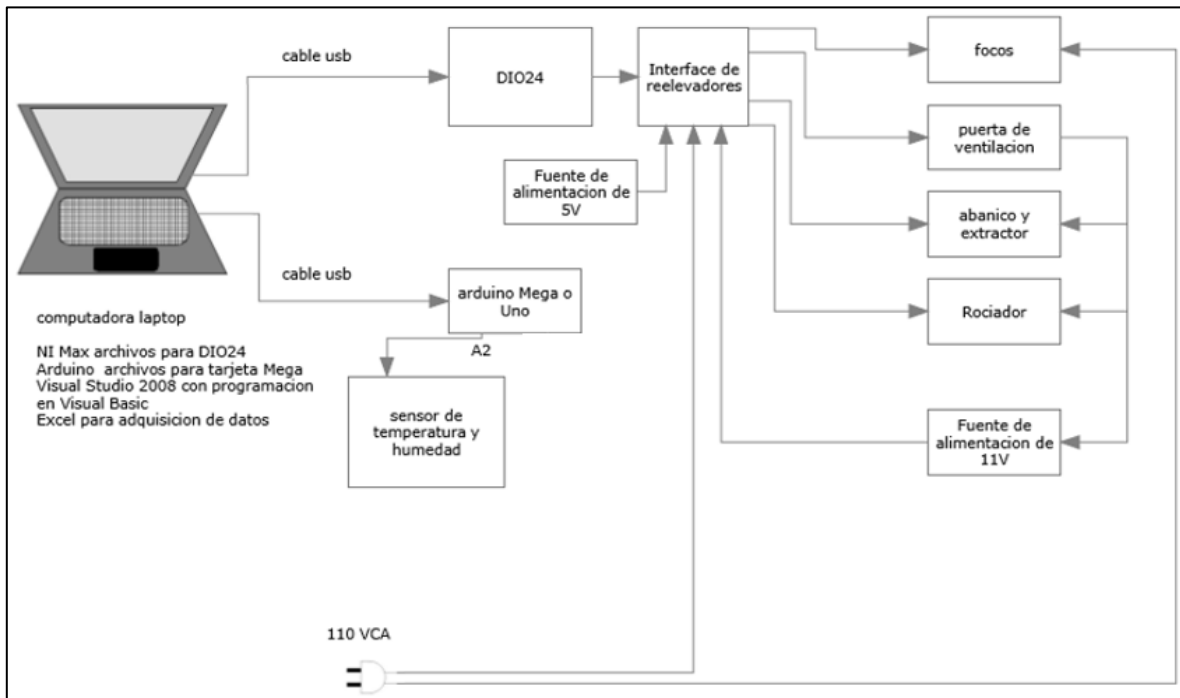 cable usb
DIO24
Interface de
reelevadores
focos
puerta de
ventilacion
Fuente de
alimentacion de
5V
abanico y
extractor
cable usb
arduino Mega o
Uno
Rociador
A2
computadora laptop
NI Max archivos para DIO24
Arduino  archivos para tarjeta Mega
Visual Studio 2008 con programacion
en Visual Basic
Excel para adquisicion de datos
sensor de
temperatura y
humedad
Fuente de
alimentacion de
11V
110 VCA